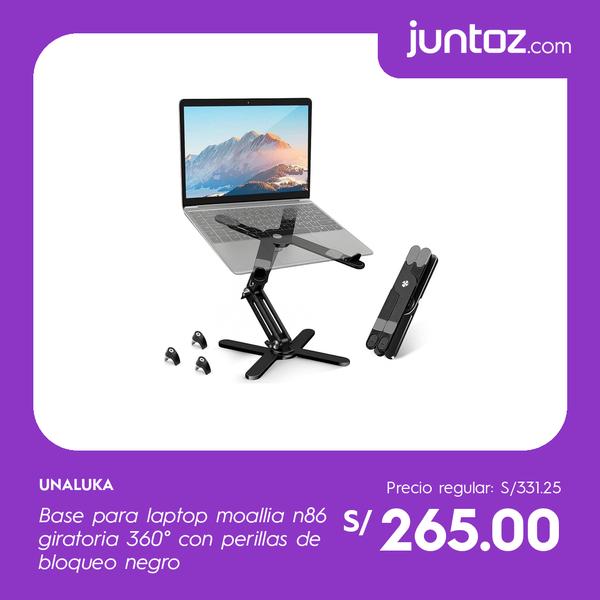 juntoz.com
UNALUKA
Base para laptop moallia n86
giratoria 360° con perillas de
bloqueo negro
Precio regular: S/331.25
S/ 265.00